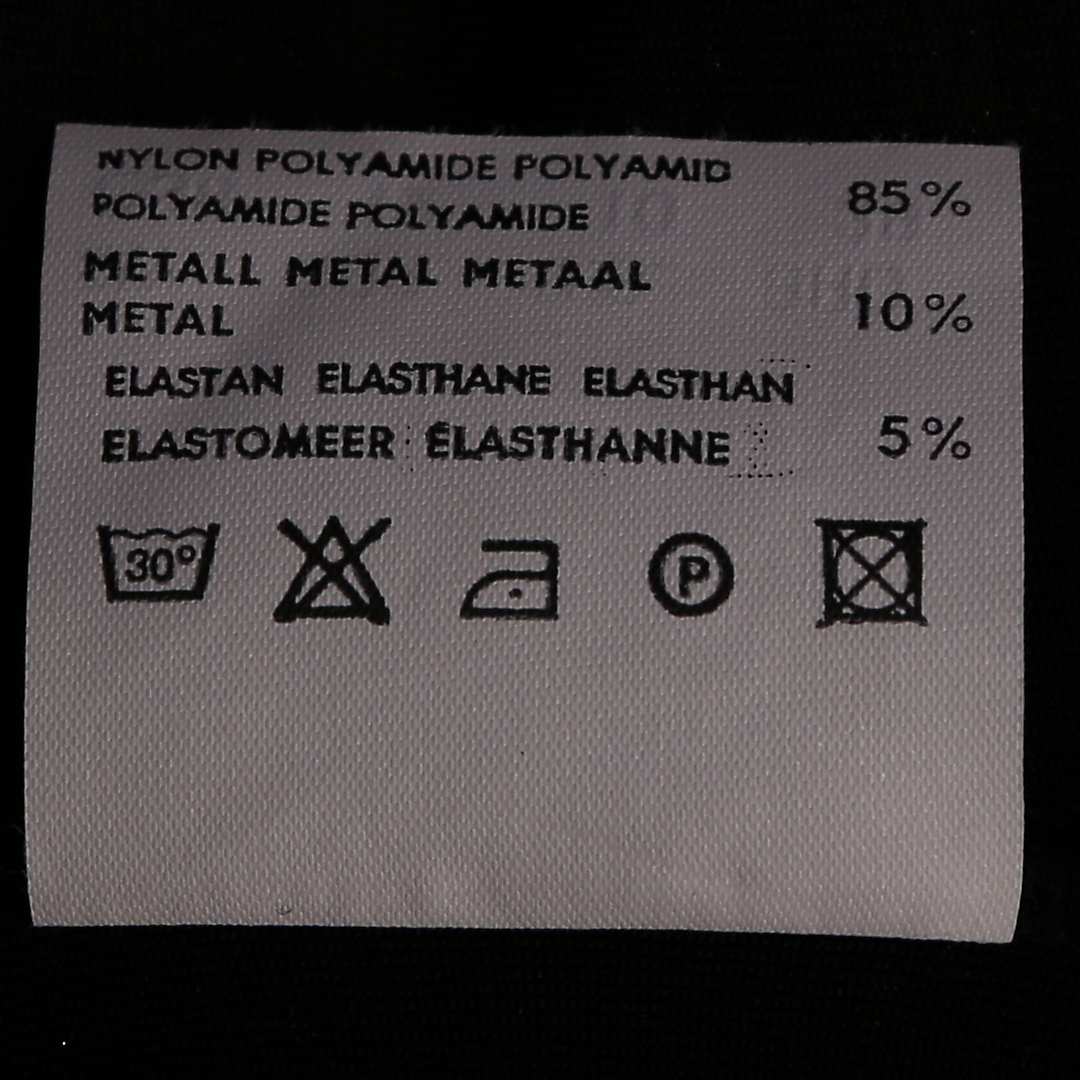 NYLON POLYAMIDE POLYAMID
POLYAMIDE POLYAMIDE 85%
METALL METAL METAAL
METAL 10%
ELASTAN ELASTHANE ELASTHAN
ELASTOMEER ÉLASTHANNE 5%
30° P